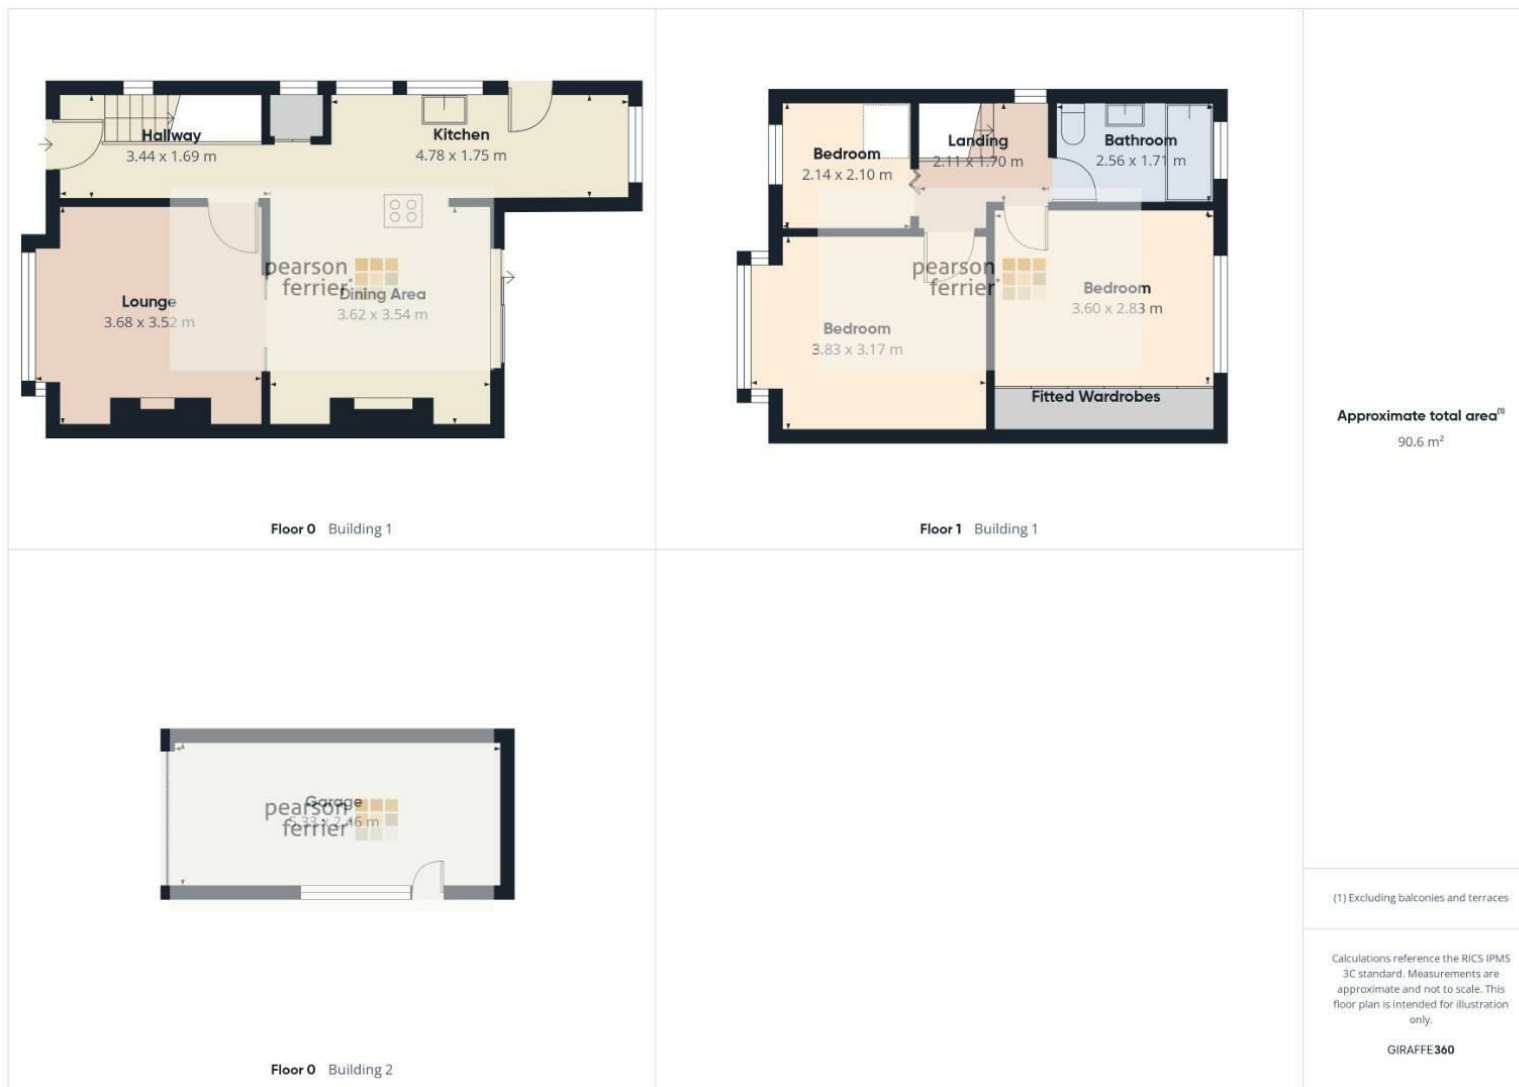 Hallway
3.44 x 1.69 m
Kitchen
4.78 x 1.75 m
Lounge
3.68 x 3.52 m
Dining Area
3.62 x 3.54 m
pearson
ferrier
Floor 0 Building 1
Bedroom
2.14 x 2.10 m
Landing
2.11 x 1.70 m
Bathroom
2.56 x 1.71 m
Bedroom
3.83 x 3.17 m
Bedroom
3.60 x 2.83 m
Fitted Wardrobes
pearson
ferrier
Floor 1 Building 1
Garage
5.33 x 2.46 m
pearson
ferrier
Floor 0 Building 2
Approximate total area(1)
90.6 m²
(1) Excluding balconies and terraces
Calculations reference the RICS IPMS
3C standard. Measurements are
approximate and not to scale. This
floor plan is intended for illustration
only.
GIRAFFE360